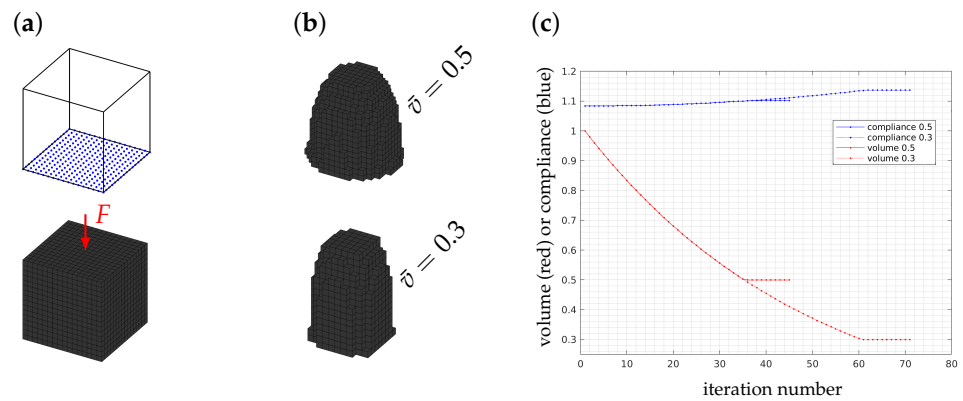 (a)
F
(b)
v̄ = 0.5
v̄ = 0.3
(c)
volume (red) or compliance (blue)
1.2
1.1
1
0.9
0.8
0.7
0.6
0.5
0.4
0.3
0 10 20 30 40 50 60 70 80
iteration number
compliance 0.5
compliance 0.3
volume 0.5
volume 0.3